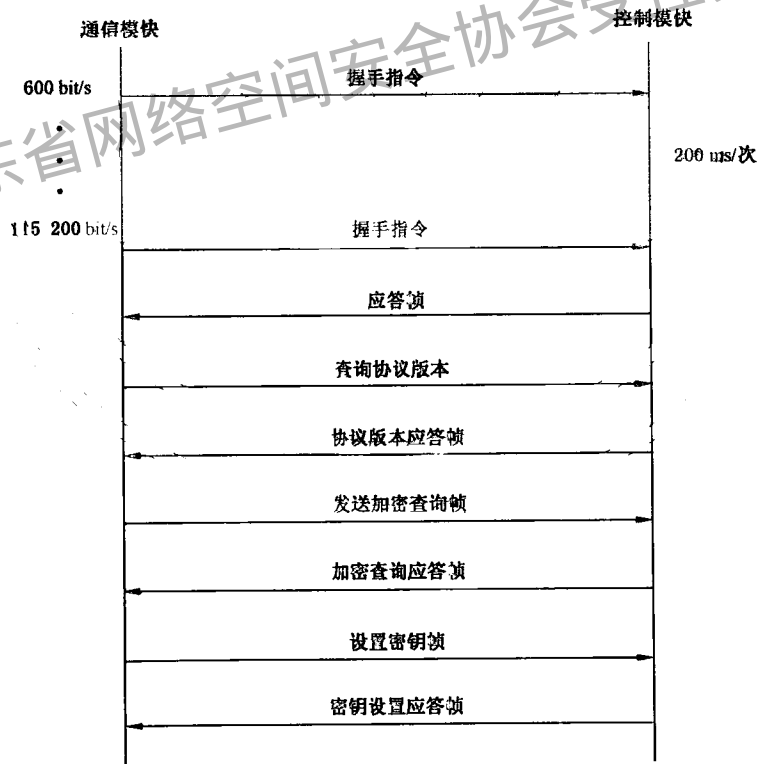 通信模快
控制模快
600 bit/s
握手指令
200 ms/次
115 200 bit/s
握手指令
应答帧
查询协议版本
协议版本应答帧
发送加密查询帧
加密查询应答帧
设置密钥帧
密钥设置应答帧
东省网络空间安全协会受